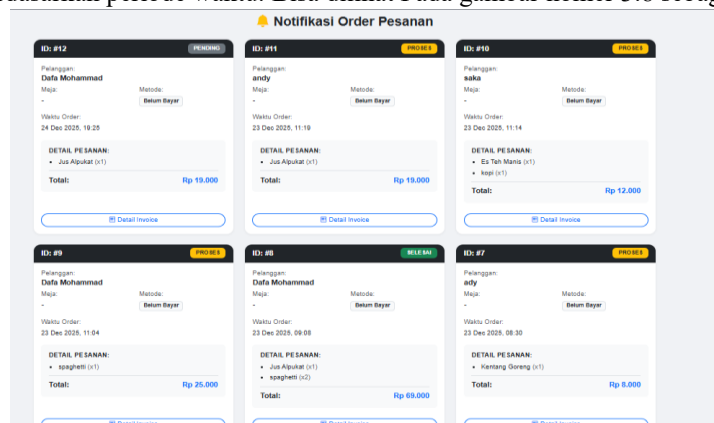 🔔 Notifikasi Order Pesanan
ID: #12 PENDING
Pelanggan:
Dafa Mohammad
Meja: Metode:
- Belum Bayar
Waktu Order:
24 Dec 2025, 19:25
DETAIL PESANAN:
• Jus Alpukat (x1)
Total: Rp 19.000
Detail Invoice
ID: #11 PROSES
Pelanggan:
andy
Meja: Metode:
- Belum Bayar
Waktu Order:
23 Dec 2025, 11:19
DETAIL PESANAN:
• Jus Alpukat (x1)
Total: Rp 19.000
Detail Invoice
ID: #10 PROSES
Pelanggan:
saka
Meja: Metode:
- Belum Bayar
Waktu Order:
23 Dec 2025, 11:14
DETAIL PESANAN:
• Es Teh Manis (x1)
• kopi (x1)
Total: Rp 12.000
Detail Invoice
ID: #9 PROSES
Pelanggan:
Dafa Mohammad
Meja: Metode:
- Belum Bayar
Waktu Order:
23 Dec 2025, 11:04
DETAIL PESANAN:
• spaghetti (x1)
Total: Rp 25.000
ID: #8 SELESAI
Pelanggan:
Dafa Mohammad
Meja: Metode:
- Belum Bayar
Waktu Order:
23 Dec 2025, 09:08
DETAIL PESANAN:
• Jus Alpukat (x1)
• spaghetti (x2)
Total: Rp 69.000
ID: #7 PROSES
Pelanggan:
ady
Meja: Metode:
- Belum Bayar
Waktu Order:
23 Dec 2025, 08:30
DETAIL PESANAN:
• Kentang Goreng (x1)
Total: Rp 8.000